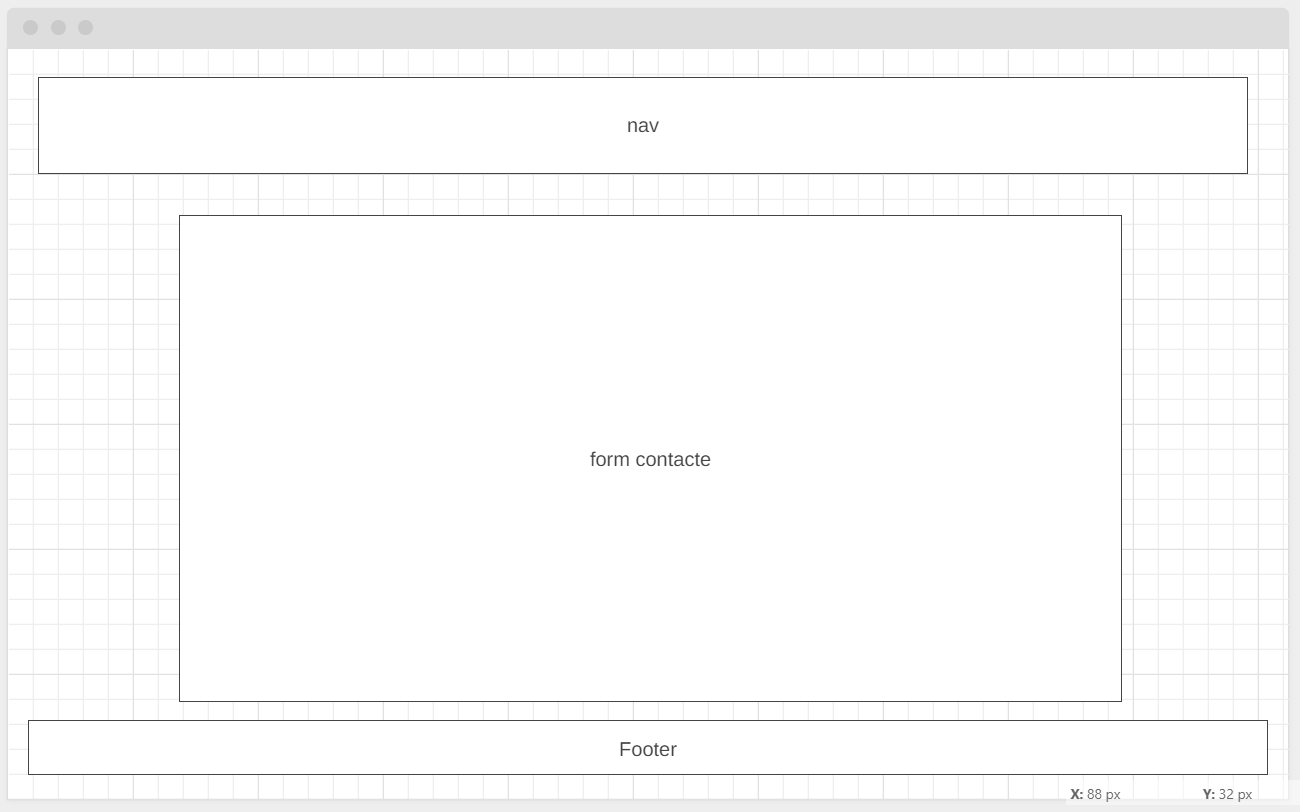 nav
form contacte
Footer
X: 88 px Y: 32 px